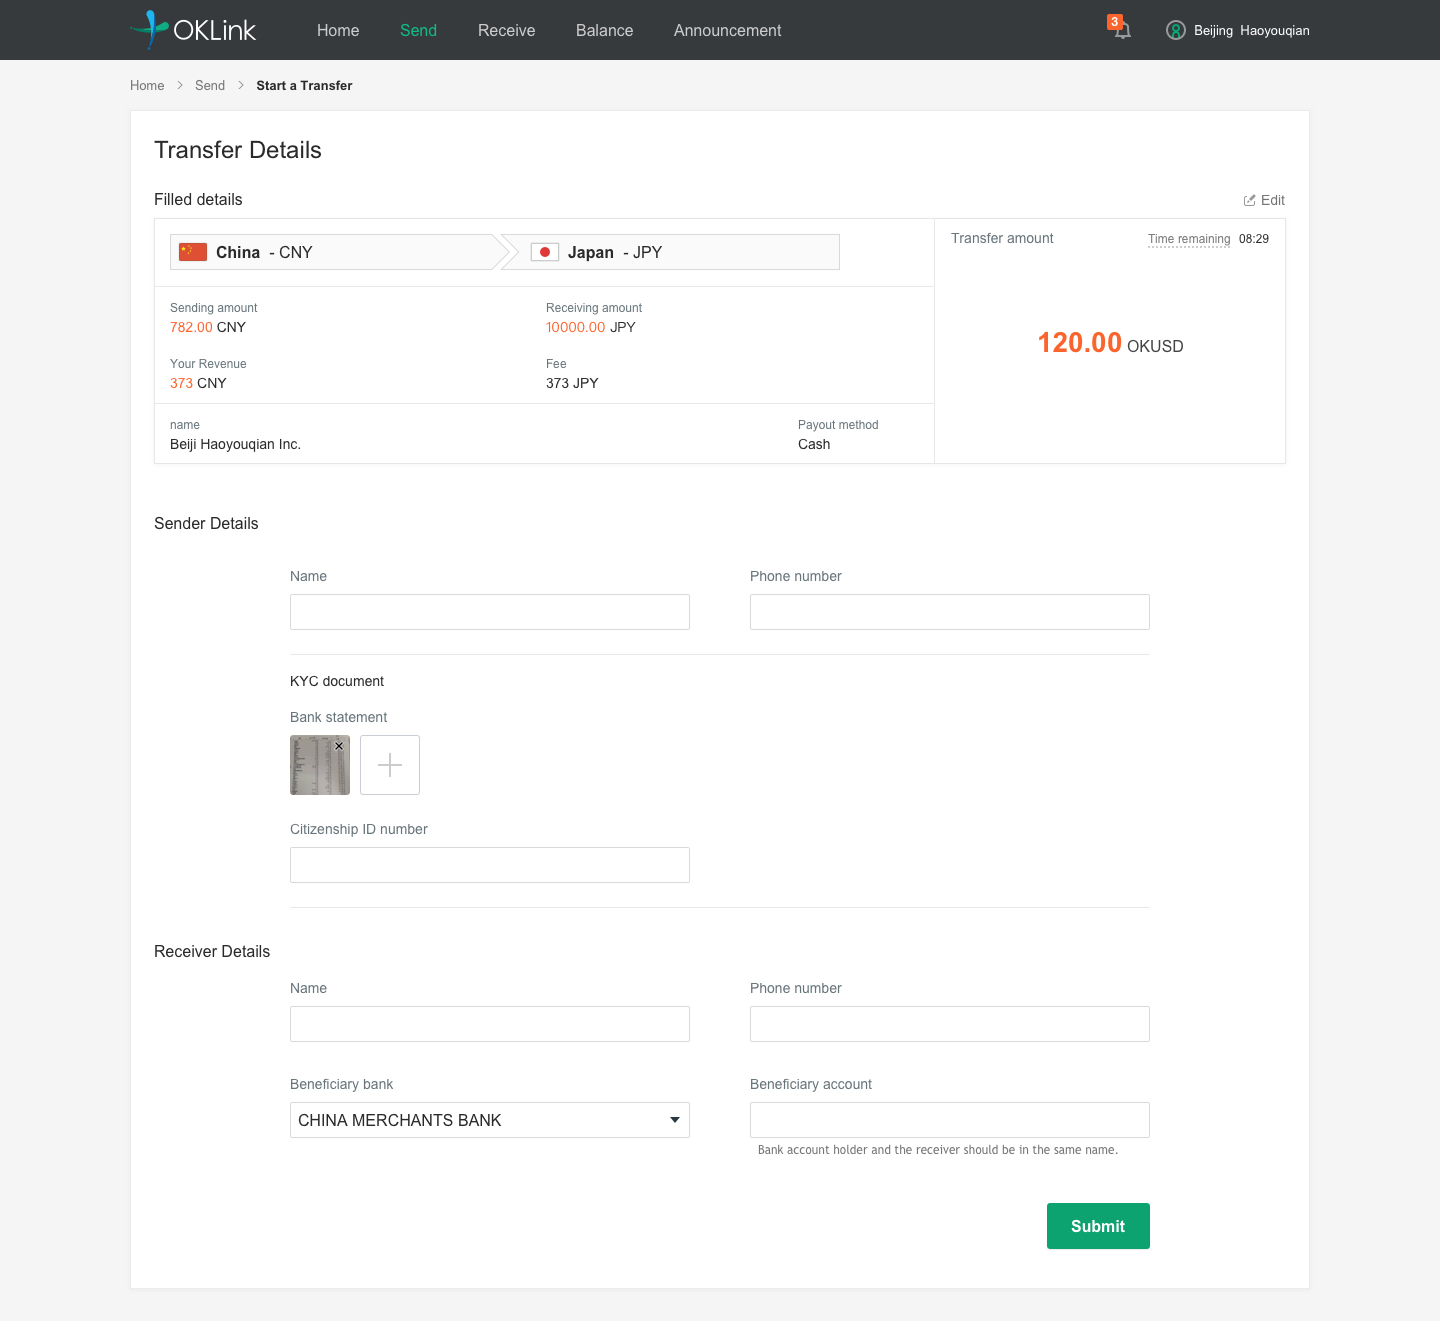 OKLink
Home Send Receive Balance Announcement
3
Beijing Haoyouqian
Home > Send > Start a Transfer
Transfer Details
Filled details
Edit
China - CNY
Japan - JPY
Transfer amount
Time remaining 08:29
Sending amount
782.00 CNY
Receiving amount
10000.00 JPY
Your Revenue
373 CNY
Fee
373 JPY
120.00 OKUSD
name
Beiji Haoyouqian Inc.
Payout method
Cash
Sender Details
Name
Phone number
KYC document
Bank statement
Citizenship ID number
Receiver Details
Name
Phone number
Beneficiary bank
CHINA MERCHANTS BANK
Beneficiary account
Bank account holder and the receiver should be in the same name.
Submit